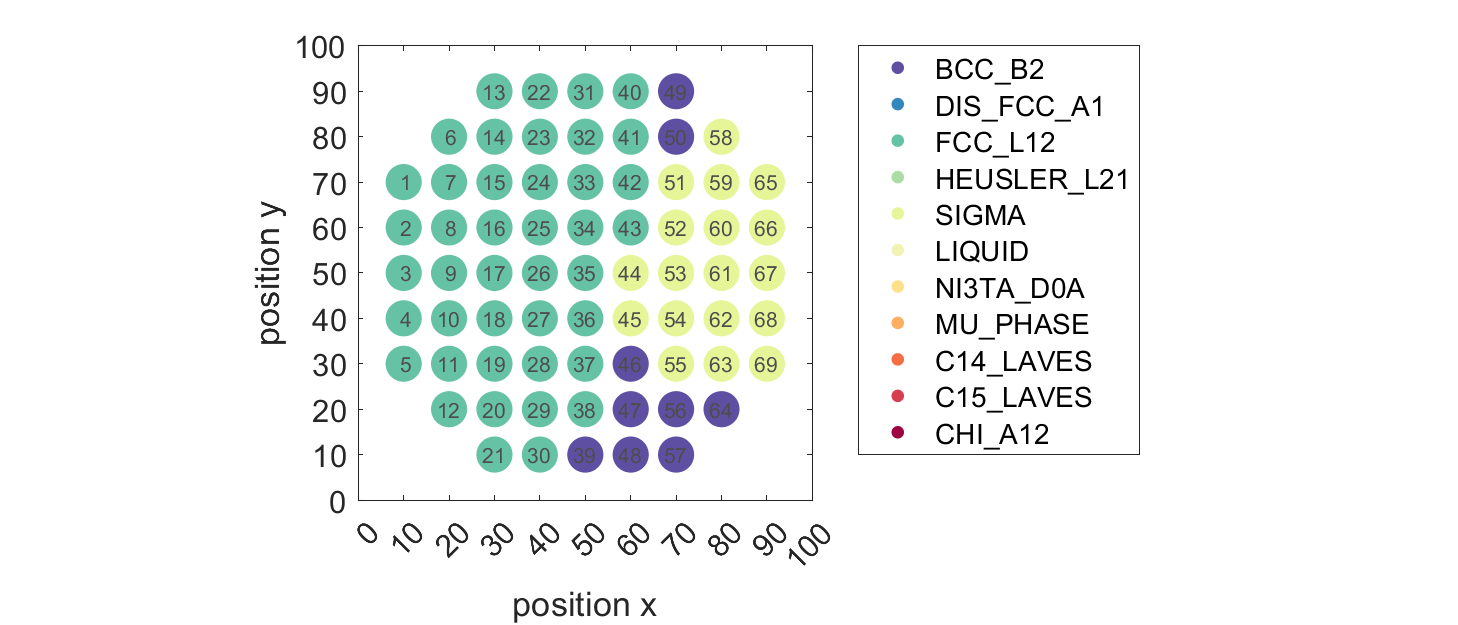 100
90
80
70
60
50
40
30
20
10
0
position y
13 22 31 40 49
6 14 23 32 41 50 58
1 7 15 24 33 42 51 59 65
2 8 16 25 34 43 52 60 66
3 9 17 26 35 44 53 61 67
4 10 18 27 36 45 54 62 68
5 11 19 28 37 46 55 63 69
12 20 29 38 47 56 64
21 30 39 48 57
0 10 20 30 40 50 60 70 80 90 100
position x
BCC_B2
DIS_FCC_A1
FCC_L12
HEUSLER_L21
SIGMA
LIQUID
NI3TA_D0A
MU_PHASE
C14_LAVES
C15_LAVES
CHI_A12